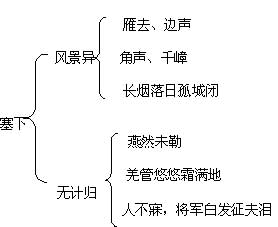 塞下
风景异
雁去、边声
角声、千嶂
长烟落日孤城闭
无计归
燕然未勒
羌管悠悠霜满地
人不寐，将军白发征夫泪